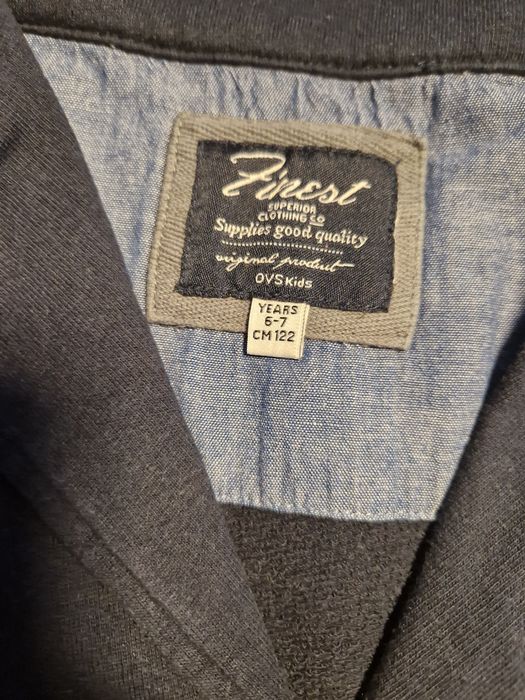 Finest
SUPERIOR
CLOTHING CO
Supplies good quality
original product
OVS Kids
YEARS
6-7
CM 122